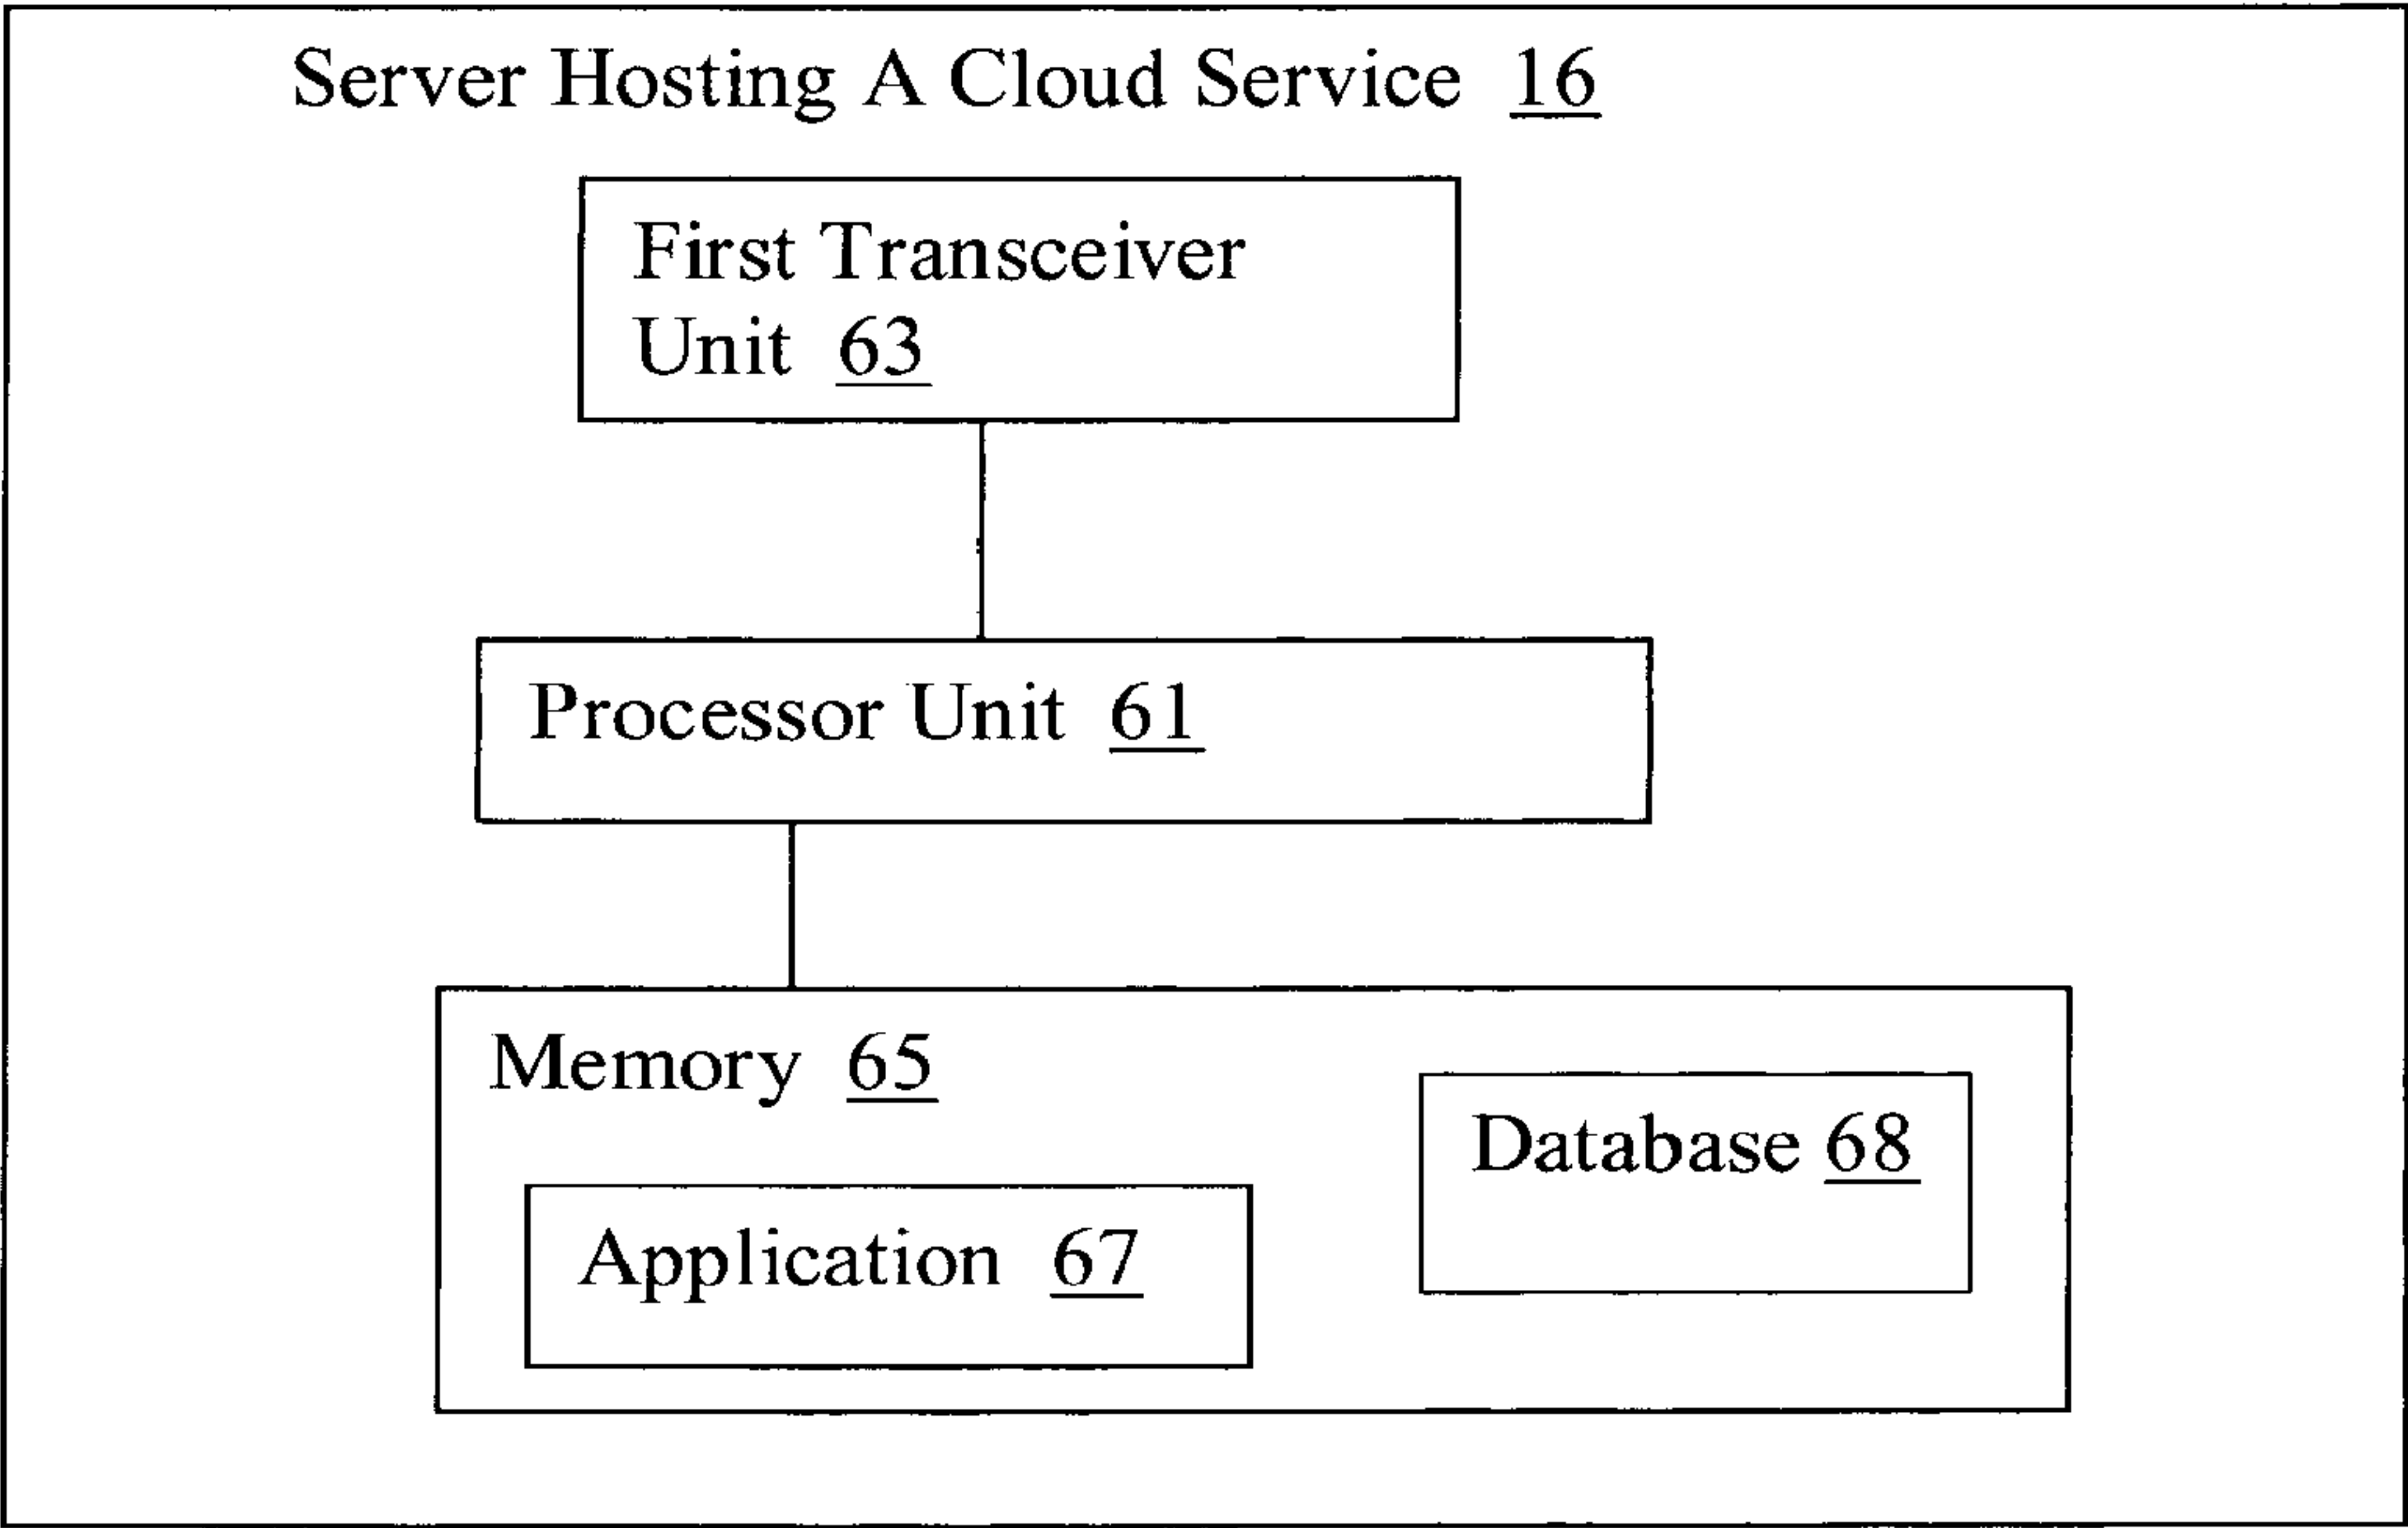 Server Hosting A Cloud Service 16
First Transceiver
Unit 63
Processor Unit 61
Memory 65
Database 68
Application 67